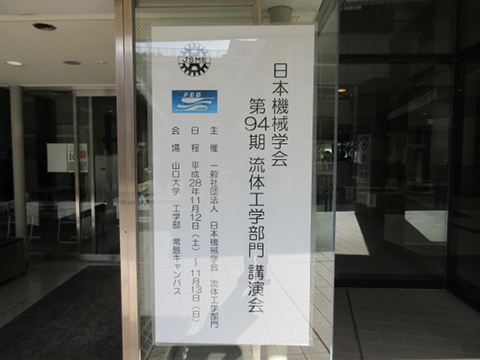 日本機械学会
第94期 流体工学部門 講演会
JSME
FED
主 催 一般社団法人 日本機械学会 流体工学部門
日 程 平成28年11月12日（土）～11月13日（日）
会 場 山口大学 工学部 常盤キャンパス